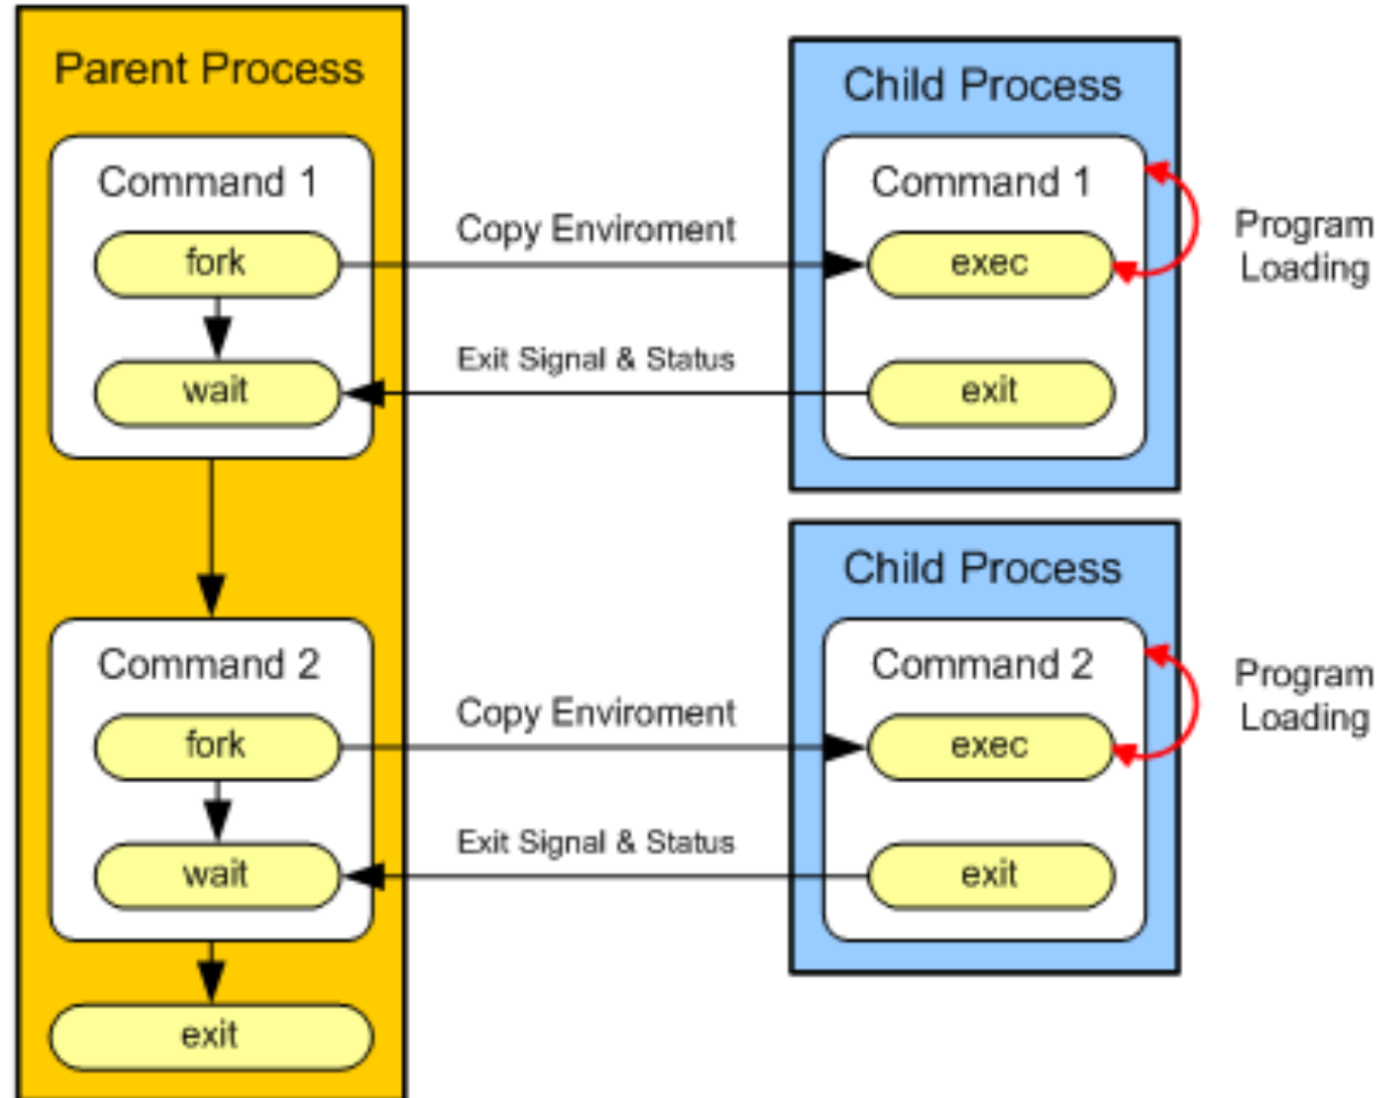 Parent Process
Command 1
fork
wait
Command 2
fork
wait
exit
Copy Enviroment
Exit Signal & Status
Copy Enviroment
Exit Signal & Status
Child Process
Command 1
exec
exit
Program
Loading
Child Process
Command 2
exec
exit
Program
Loading